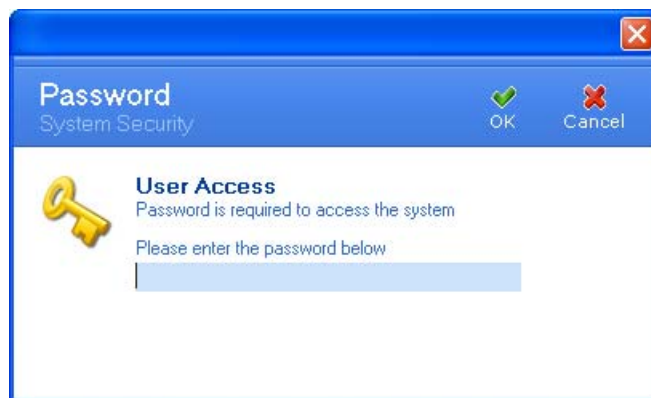 Password
System Security
OK
Cancel
User Access
Password is required to access the system
Please enter the password below